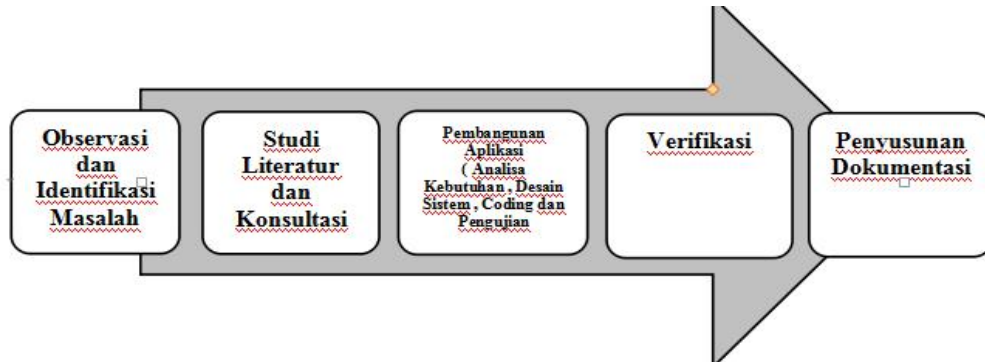 Observasi
dan
Identifikasi
Masalah
Studi
Literatur
dan
Konsultasi
Pembangunan
Aplikasi
( Analisa
Kebutuhan , Desain
Sistem , Coding dan
Pengujian
Verifikasi
Penyusunan
Dokumentasi